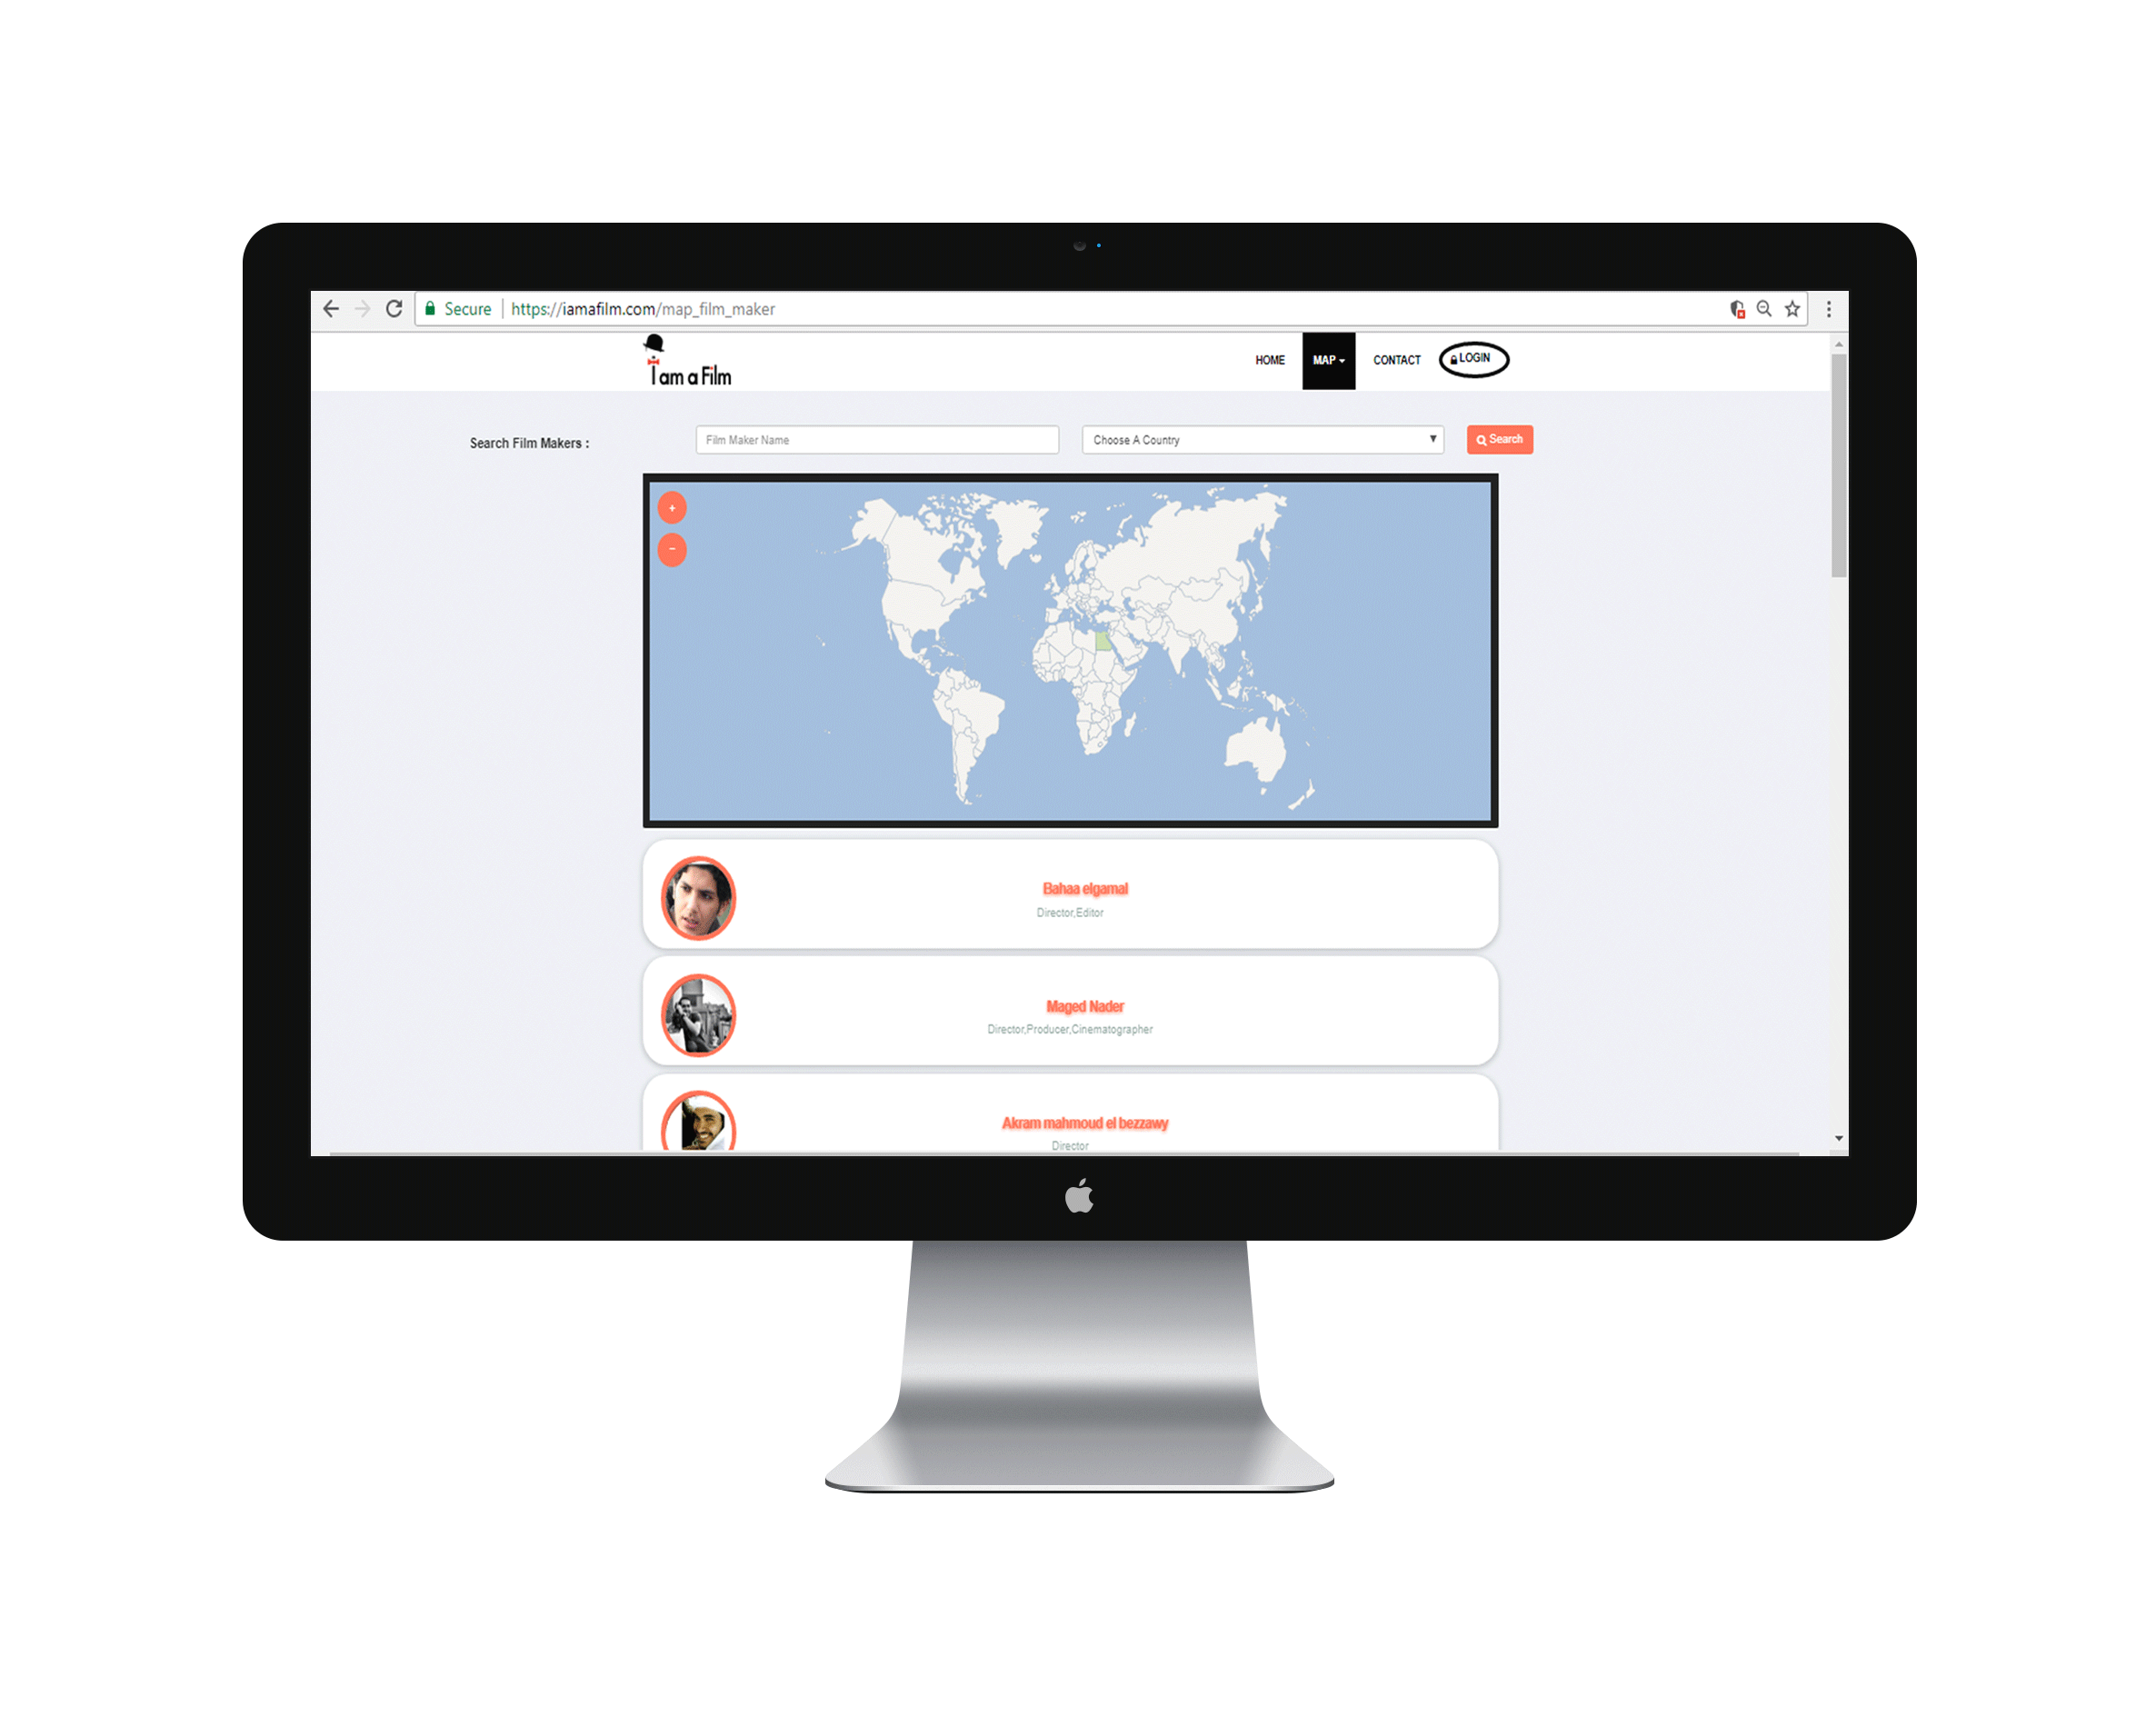 Secure https://iamafilm.com/map_film_maker
i am a Film
HOME MAP CONTACT LOGIN
Search Film Makers : Film Maker Name Choose A Country Search
+
−
Bahaa elgamal
Director,Editor
Maged Nader
Director,Producer,Cinematographer
Akram mahmoud el bezzawy
Director